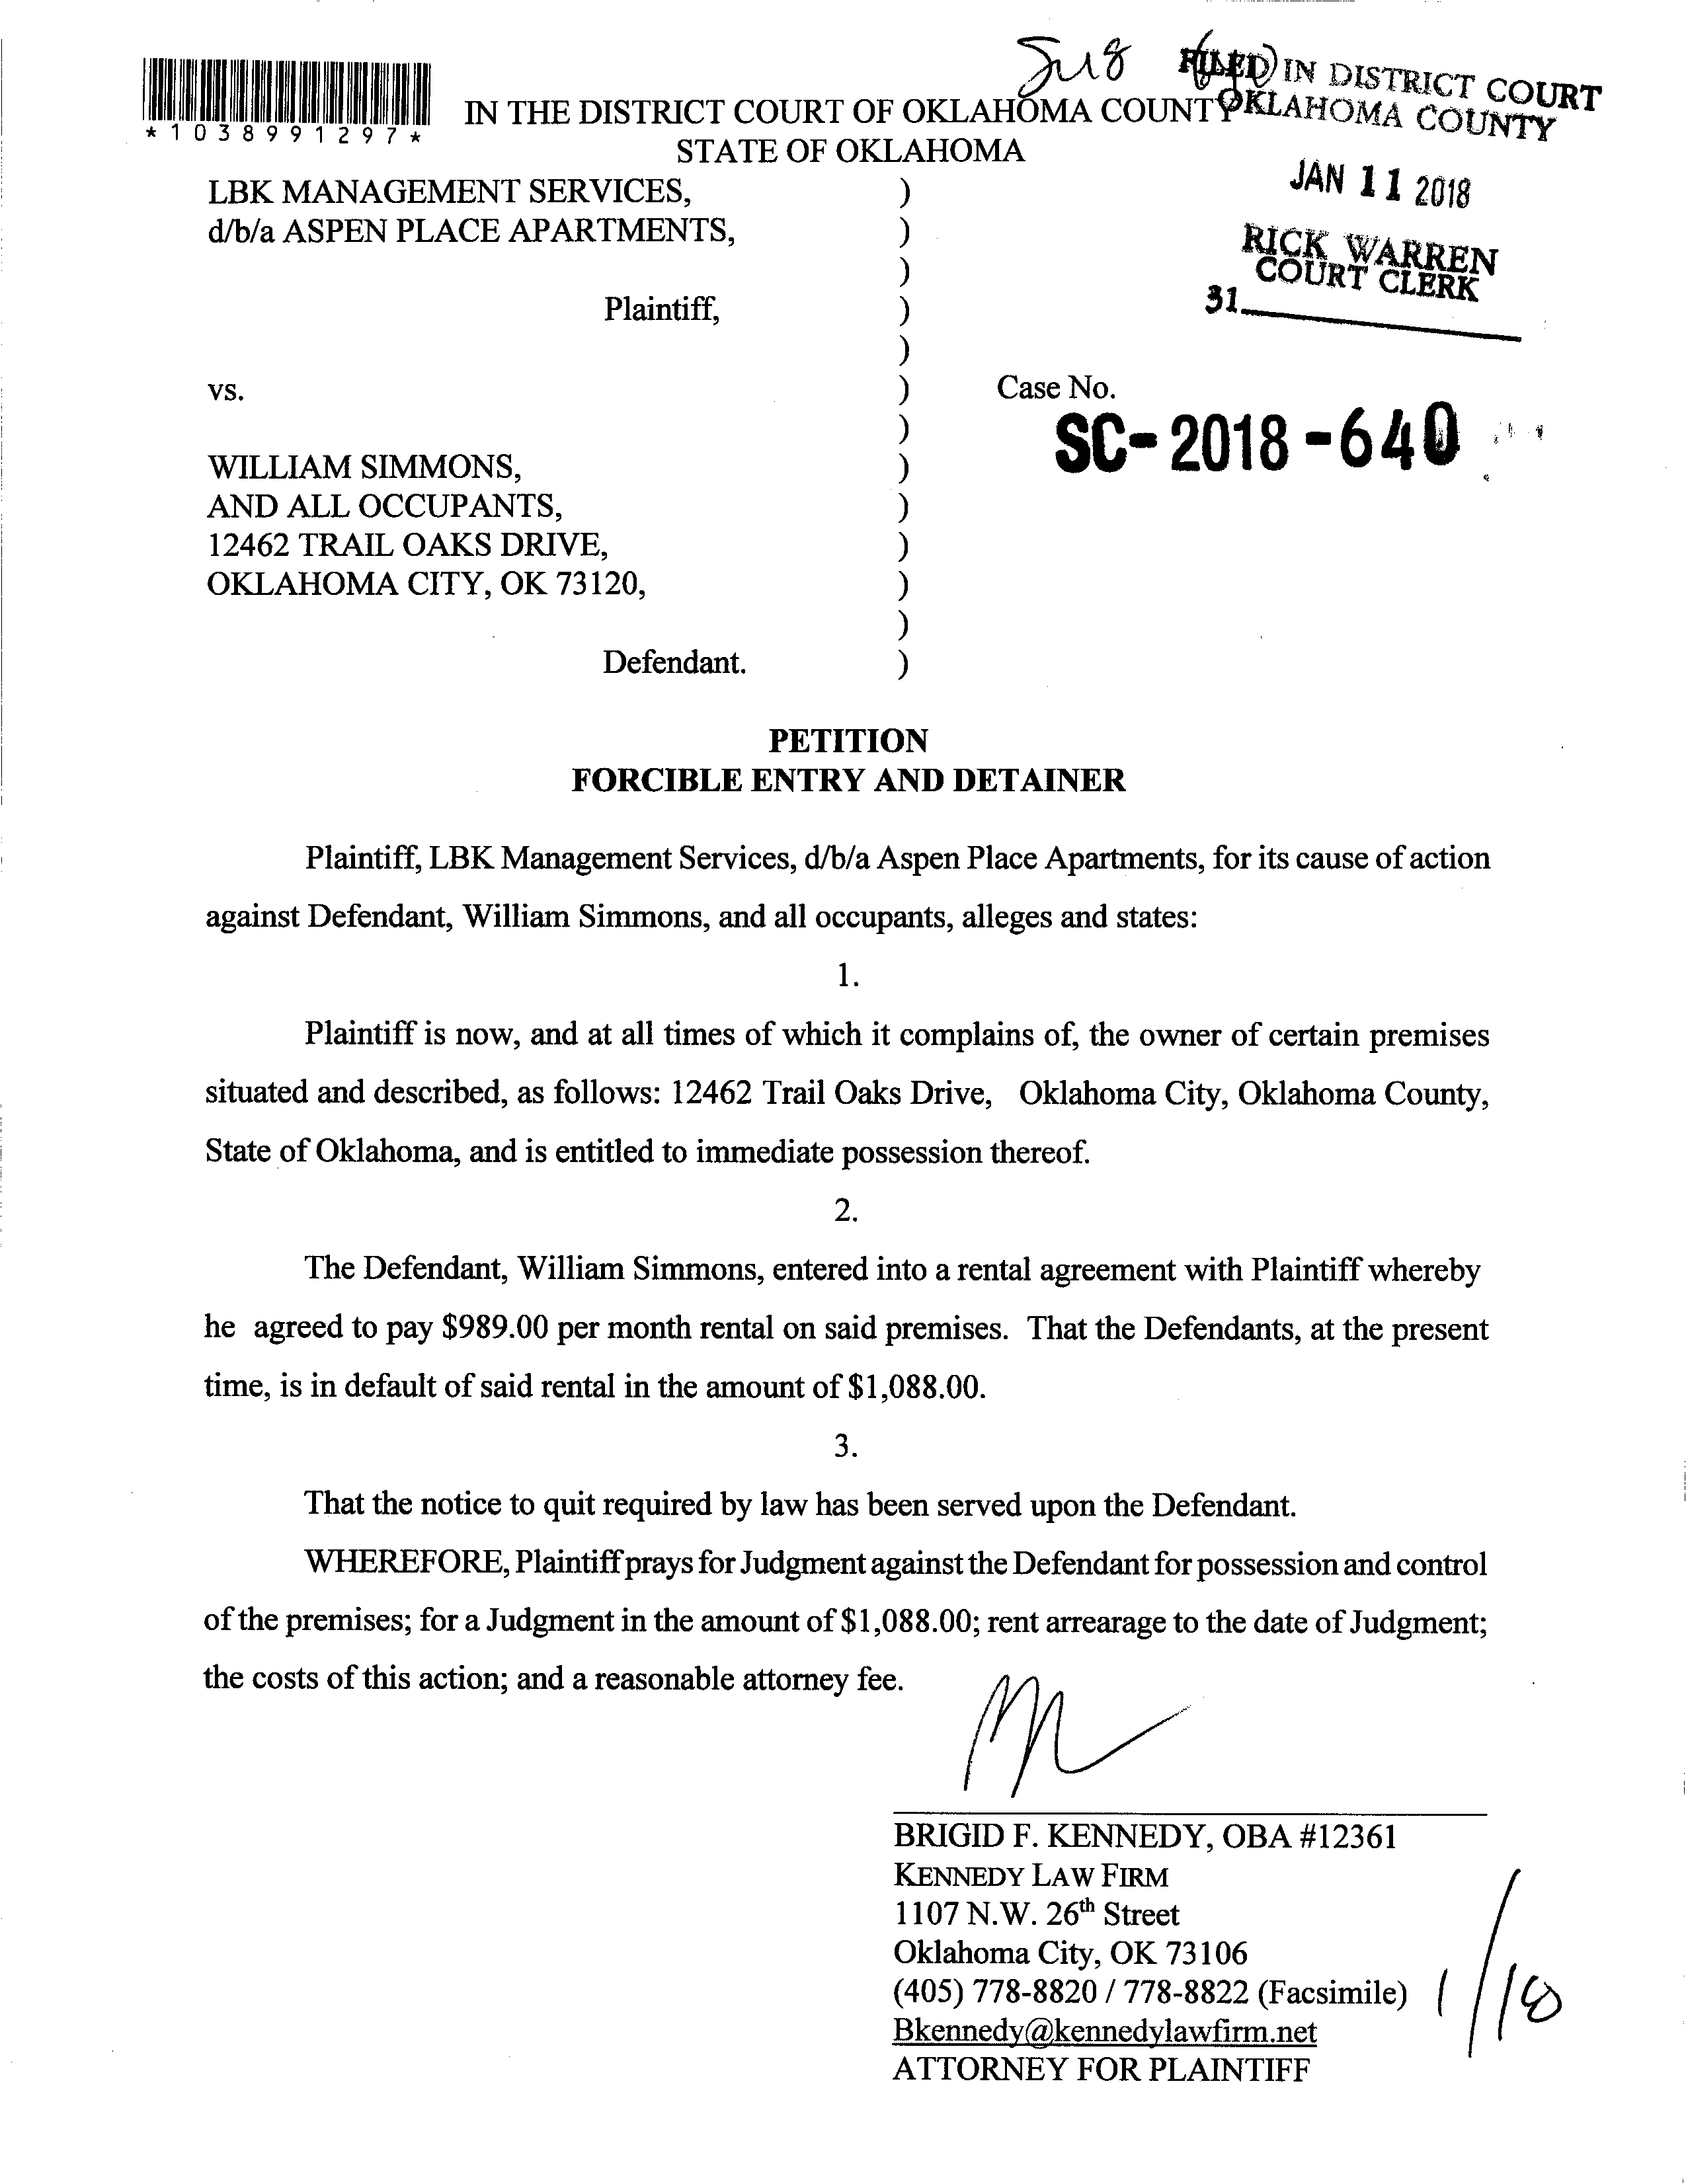 FILED IN DISTRICT COURT
OKLAHOMA COUNTY
*1038991297*
IN THE DISTRICT COURT OF OKLAHOMA COUNTY
STATE OF OKLAHOMA
JAN 11 2018
RICK WARREN
COURT CLERK
31
LBK MANAGEMENT SERVICES, )
d/b/a ASPEN PLACE APARTMENTS, )
)
Plaintiff, )
)
vs. ) Case No.
) SC-2018-640
WILLIAM SIMMONS, )
AND ALL OCCUPANTS, )
12462 TRAIL OAKS DRIVE, )
OKLAHOMA CITY, OK 73120, )
)
Defendant. )
PETITION
FORCIBLE ENTRY AND DETAINER
Plaintiff, LBK Management Services, d/b/a Aspen Place Apartments, for its cause of action
against Defendant, William Simmons, and all occupants, alleges and states:
1.
Plaintiff is now, and at all times of which it complains of, the owner of certain premises
situated and described, as follows: 12462 Trail Oaks Drive, Oklahoma City, Oklahoma County,
State of Oklahoma, and is entitled to immediate possession thereof.
2.
The Defendant, William Simmons, entered into a rental agreement with Plaintiff whereby
he agreed to pay $989.00 per month rental on said premises. That the Defendants, at the present
time, is in default of said rental in the amount of $1,088.00.
3.
That the notice to quit required by law has been served upon the Defendant.
WHEREFORE, Plaintiff prays for Judgment against the Defendant for possession and control
of the premises; for a Judgment in the amount of $1,088.00; rent arrearage to the date of Judgment;
the costs of this action; and a reasonable attorney fee.
BRIGID F. KENNEDY, OBA #12361
KENNEDY LAW FIRM
1107 N.W. 26th Street
Oklahoma City, OK 73106
(405) 778-8820 / 778-8822 (Facsimile)
Bkennedy@kennedylawfirm.net
ATTORNEY FOR PLAINTIFF